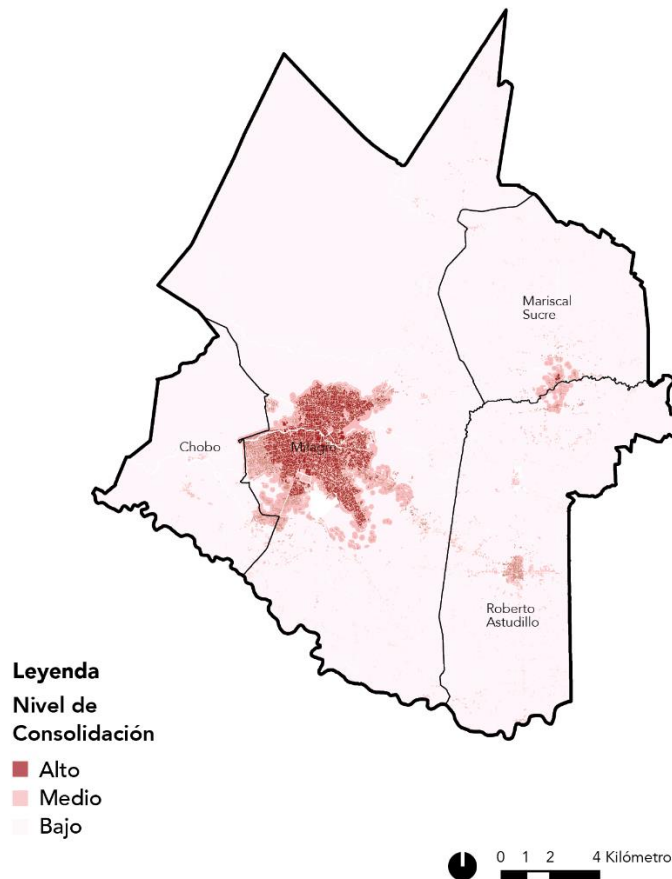 Mariscal
Sucre
Chobo
Milagro
Roberto
Astudillo
Leyenda
Nivel de
Consolidación
Alto
Medio
Bajo
0 1 2 4 Kilómetro